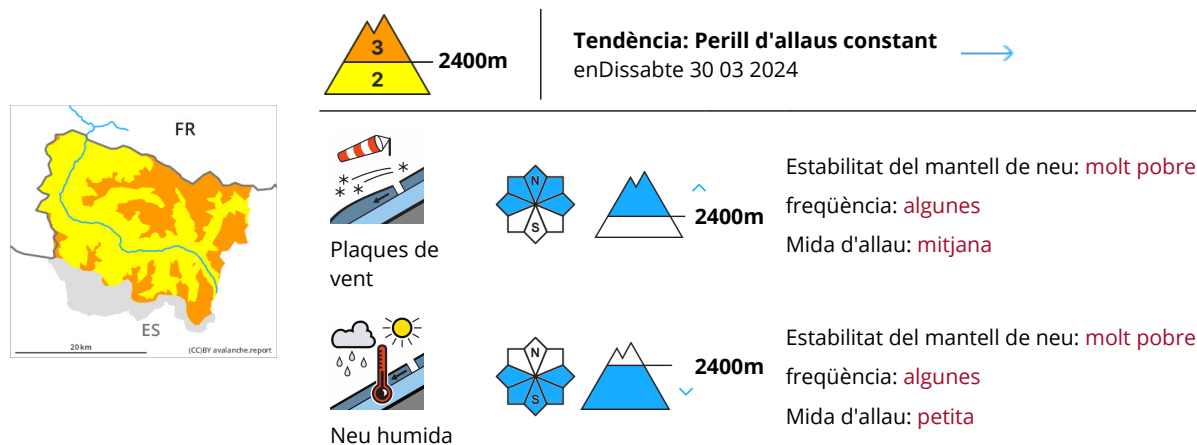 3
2
2400m
Tendència: Perill d'allaus constant
enDissabte 30 03 2024
FR
ES
20 km
(CC)BY avalanche.report
Plaques de
vent
N
S
2400m
Estabilitat del mantell de neu: molt pobre
freqüència: algunes
Mida d'allau: mitjana
Neu humida
N
S
2400m
Estabilitat del mantell de neu: molt pobre
freqüència: algunes
Mida d'allau: petita